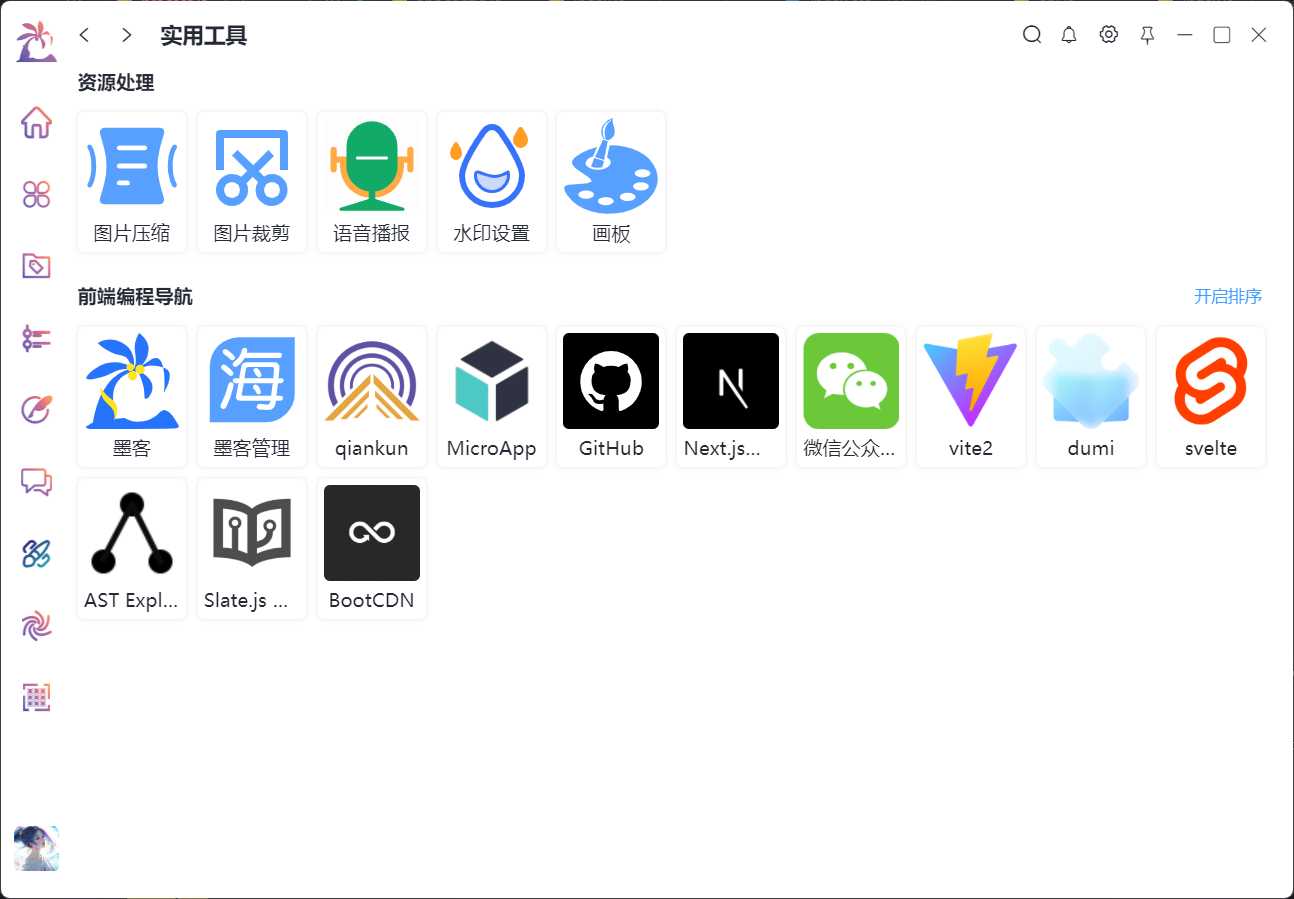 实用工具
资源处理
图片压缩
图片裁剪
语音播报
水印设置
画板
前端编程导航
开启排序
海
N
墨客
墨客管理
qiankun
MicroApp
GitHub
Next.js...
微信公众...
vite2
dumi
svelte
AST Expl...
Slate.js ...
BootCDN